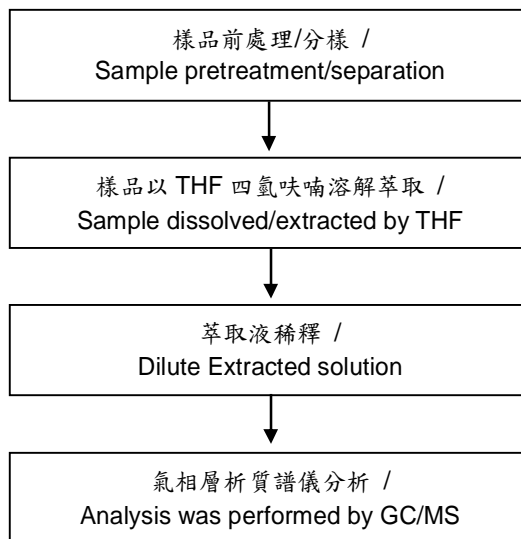 樣品前處理/分樣 /
Sample pretreatment/separation
樣品以 THF 四氫呋喃溶解萃取 /
Sample dissolved/extracted by THF
萃取液稀釋 /
Dilute Extracted solution
氣相層析質譜儀分析 /
Analysis was performed by GC/MS